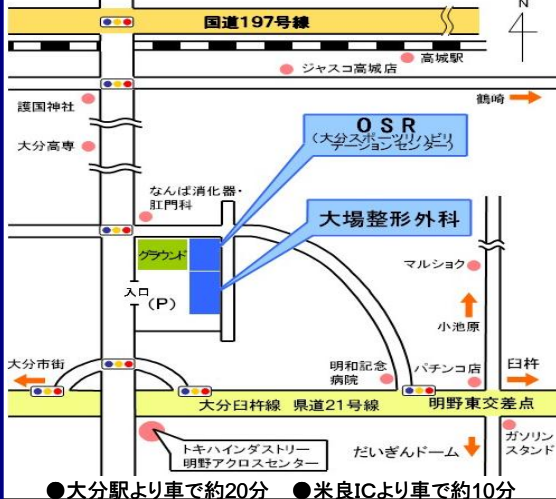 N
国道197号線
高城駅
ジャスコ高城店
鶴崎
護国神社
OSR
(大分スポーツリハビリ
テーションセンター)
大分高専
なんば消化器・
肛門科
大場整形外科
グラウンド
マルショク
入口
(P)
小池原
大分市街
明和記念
病院
パチンコ店
臼杵
大分臼杵線 県道21号線
明野東交差点
トキハインダストリー
明野アクロスセンター
だいぎんドーム
ガソリン
スタンド
●大分駅より車で約20分 ●米良ICより車で約10分